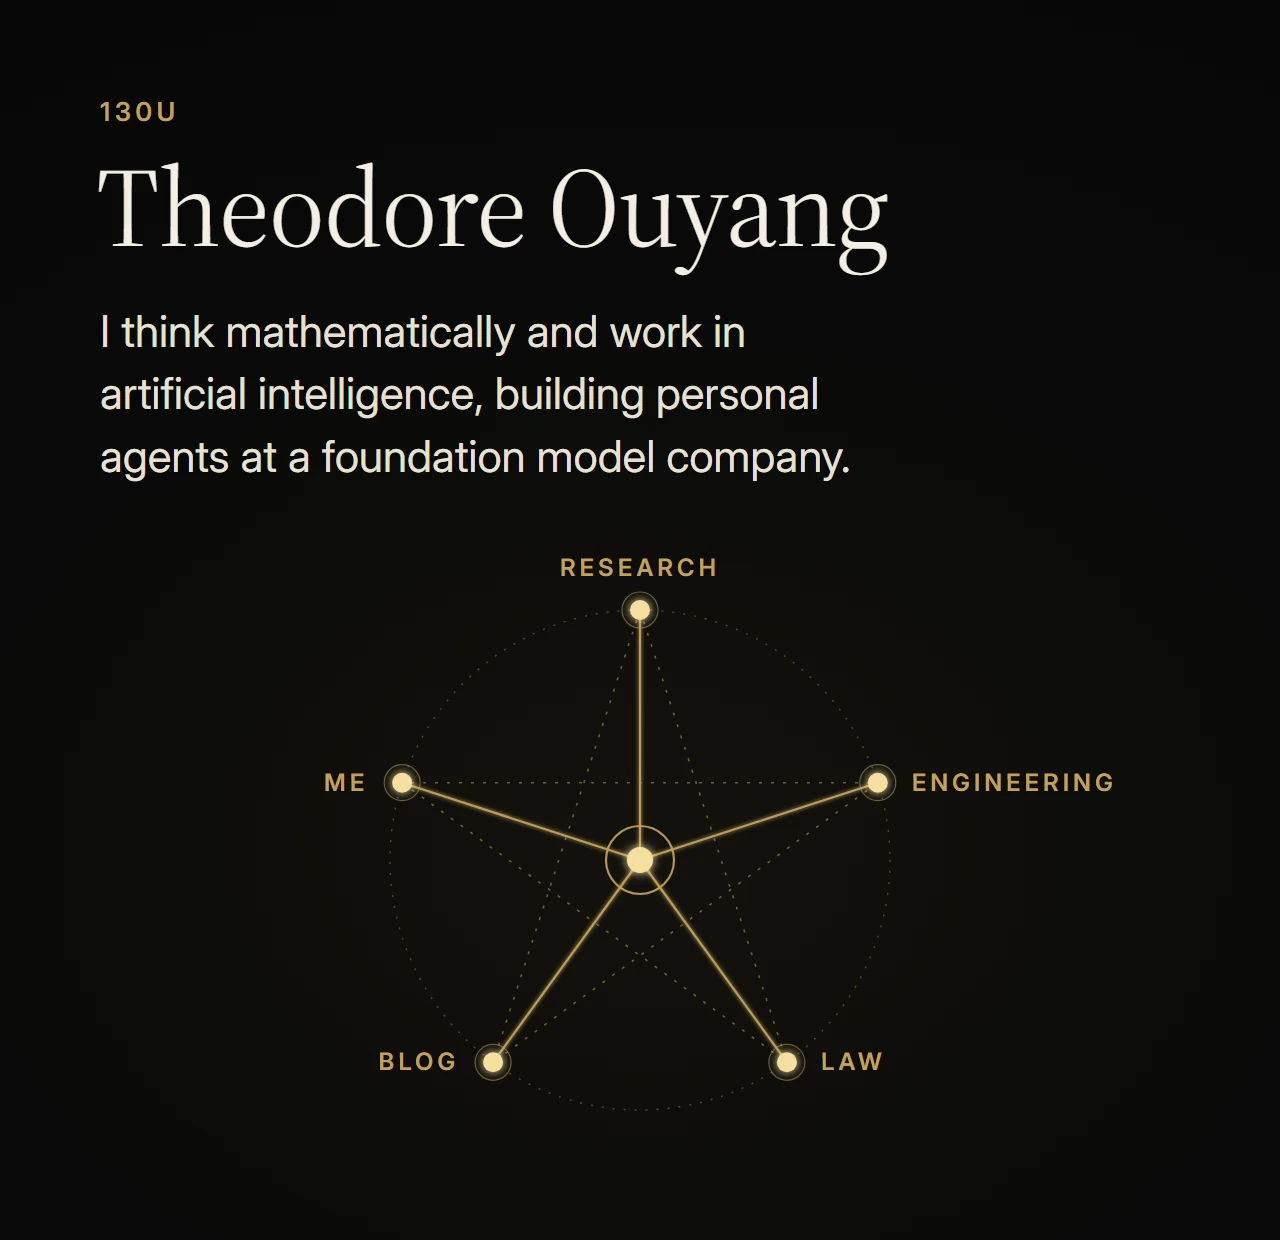 130U
Theodore Ouyang
I think mathematically and work in
artificial intelligence, building personal
agents at a foundation model company.
RESEARCH
ME
ENGINEERING
BLOG
LAW